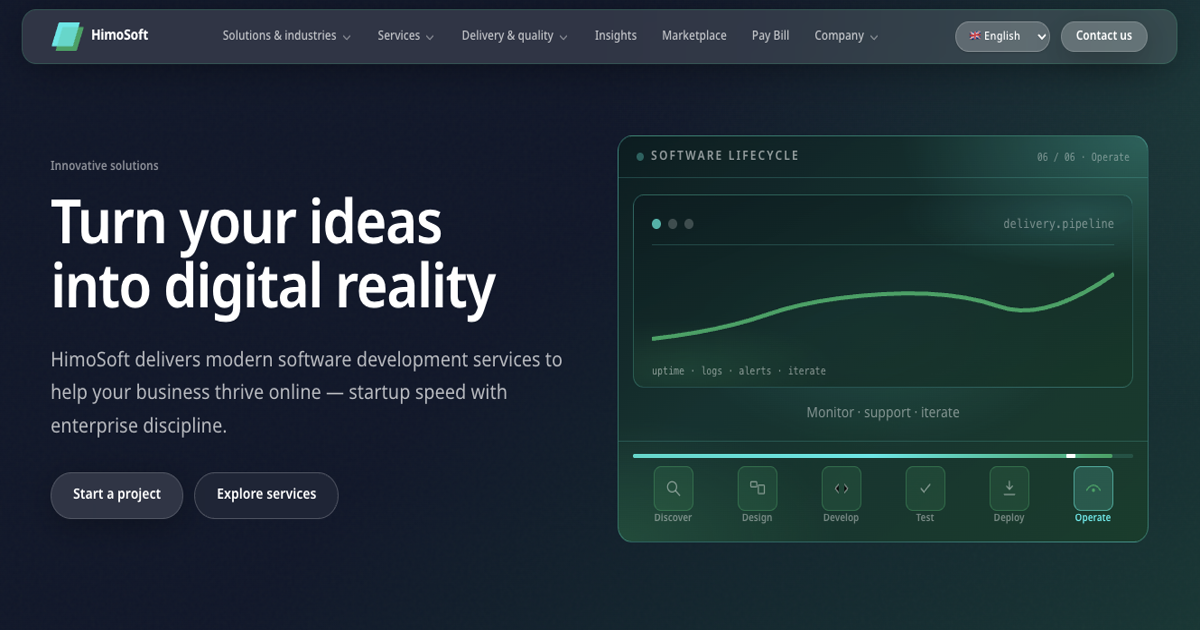 HimoSoft
Solutions & industries
Services
Delivery & quality
Insights
Marketplace
Pay Bill
Company
🇬🇧 English
Contact us
Innovative solutions
Turn your ideas
into digital reality
HimoSoft delivers modern software development services to
help your business thrive online — startup speed with
enterprise discipline.
Start a project
Explore services
SOFTWARE LIFECYCLE
06 / 06 · Operate
delivery.pipeline
uptime · logs · alerts · iterate
Monitor · support · iterate
Discover
Design
Develop
Test
Deploy
Operate